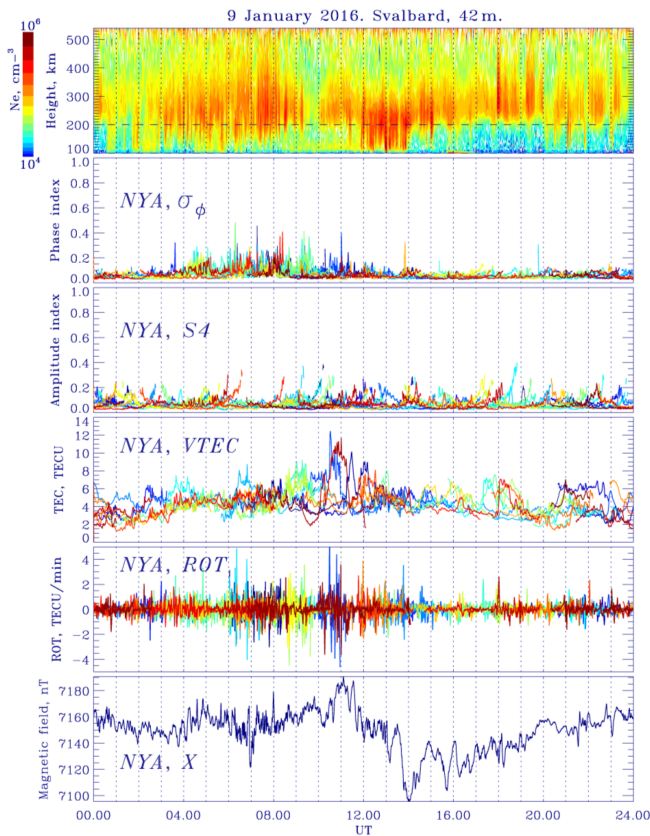 9 January 2016. Svalbard, 42 m.
10⁶
Ne, cm⁻³
10⁴
Height, km
500
400
300
200
100
NYA, σ_ϕ
Phase index
1.0
0.8
0.6
0.4
0.2
0.0
NYA, S4
Amplitude index
1.0
0.8
0.6
0.4
0.2
0.0
NYA, VTEC
TEC, TECU
14
12
10
8
6
4
2
0
NYA, ROT
ROT, TECU/min
4
2
0
−2
−4
NYA, X
Magnetic field, nT
7180
7160
7140
7120
7100
00.00 04.00 08.00 12.00 16.00 20.00 24.00
UT